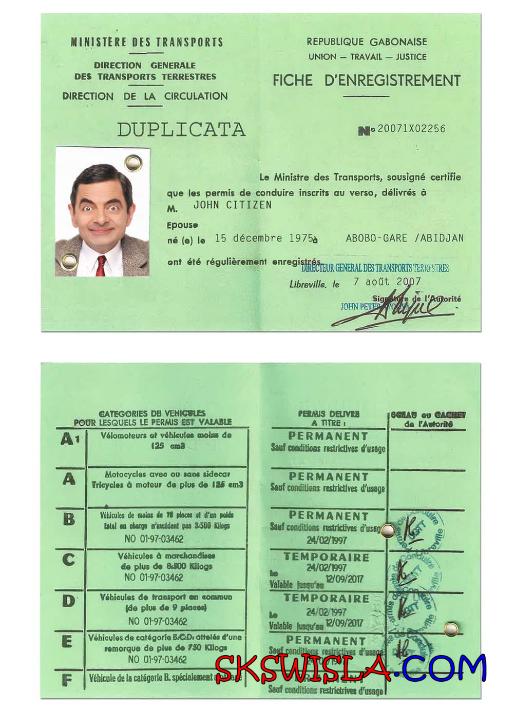 MINISTERE DES TRANSPORTS
DIRECTION GENERALE
DES TRANSPORTS TERRESTRES
DIRECTION DE LA CIRCULATION
REPUBLIQUE GABONAISE
UNION — TRAVAIL — JUSTICE
FICHE D'ENREGISTREMENT
DUPLICATA
No 20071X02256
Le Ministre des Transports, sousigné certifie
que les permis de conduire inscrits au verso, délivrés à
M. JOHN CITIZEN
Epouse
né (e) le 15 décembre 1975 à ABOBO-GARE /ABIDJAN
ont été régulièrement enregistrés
DIRECTEUR GENERAL DES TRANSPORTS TERRESTRES
Libreville, le 7 août 2007
Signature de l'Autorité
JOHN PETER
CATEGORIES DE VEHICULES
POUR LESQUELS LE PERMIS EST VALABLE
PERMIS DELIVRE
A TITRE :
SCEAU ou CACHET
de l'Autorité
A1
Vélomoteurs et véhicules moins de
125 cm3
PERMANENT
Sauf conditions restrictives d'usage
A
Motocycles avec ou sans sidecar
Tricycles à moteur de plus de 125 cm3
PERMANENT
Sauf conditions restrictives d'usage
B
Véhicules de moins de 10 places et d'un poids
total en charge n'excédant pas 3.500 Kilogs
NO 01-97-03462
PERMANENT
Sauf conditions restrictives d'usage
24/02/1997
C
Véhicules à marchandises
de plus de 3.500 Kilogs
NO 01-97-03462
TEMPORAIRE
Le 24/02/1997
Valable jusqu'au 12/09/2017
D
Véhicules de transport en commun
(de plus de 9 places)
NO 01-97-03462
TEMPORAIRE
Le 24/02/1997
Valable jusqu'au 12/09/2017
E
Véhicules de catégorie B.C.D. attelés d'une
remorque de plus de 750 Kilogs
NO 01-97-03462
PERMANENT
Sauf conditions restrictives d'usage
F
Véhicule de la catégorie B. spécialement
Sauf conditions restrictives d'usage
SKSWISLA.COM